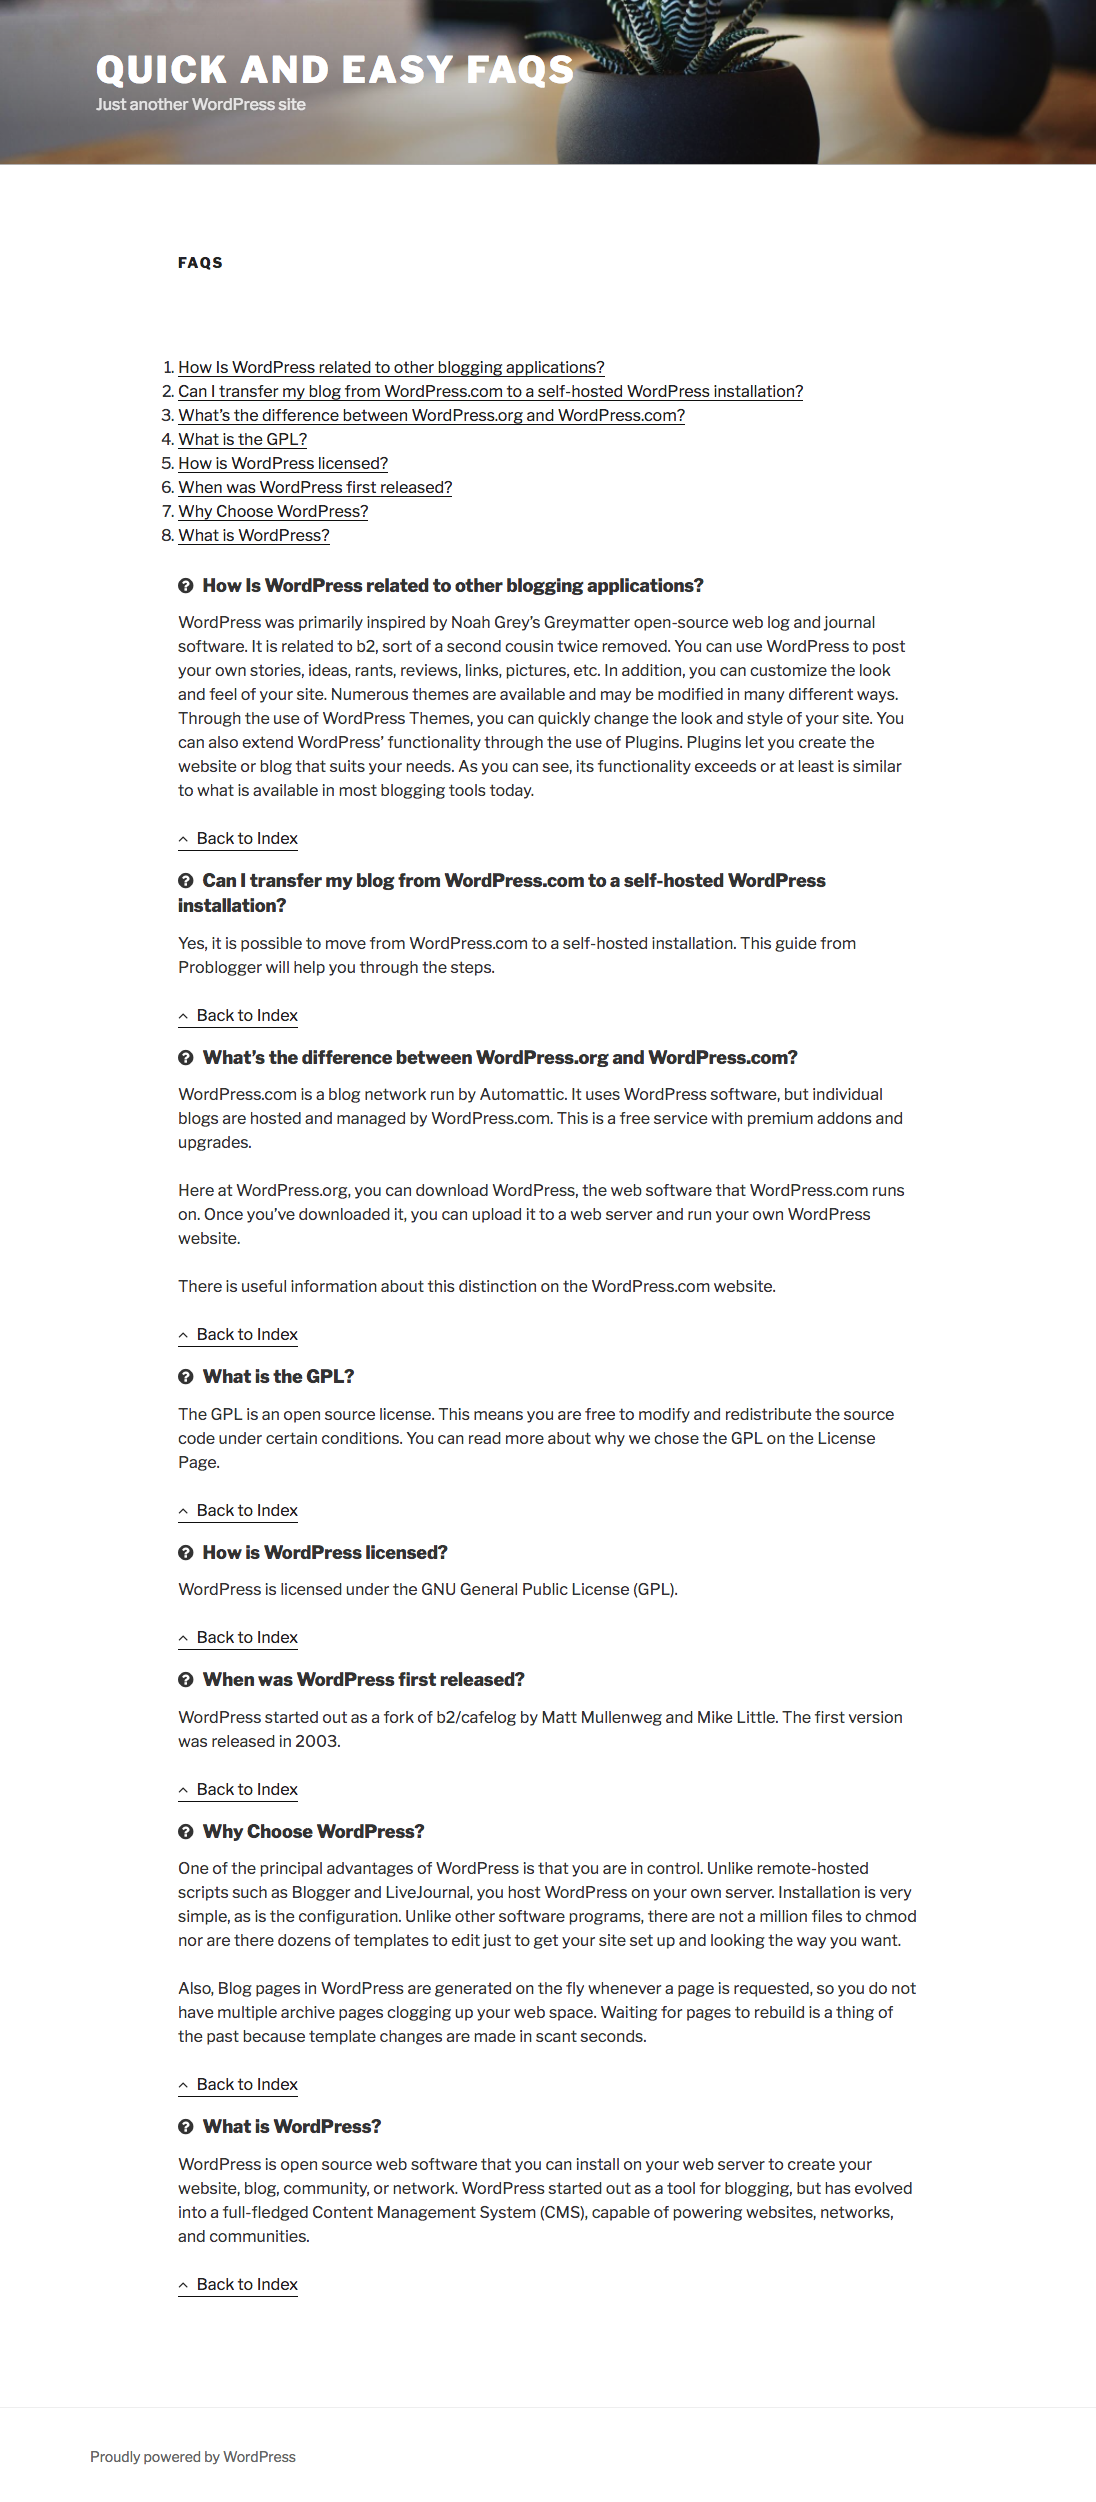 QUICK AND EASY FAQS
Just another WordPress site
FAQS
1. How Is WordPress related to other blogging applications?
2. Can I transfer my blog from WordPress.com to a self-hosted WordPress installation?
3. What’s the difference between WordPress.org and WordPress.com?
4. What is the GPL?
5. How is WordPress licensed?
6. When was WordPress first released?
7. Why Choose WordPress?
8. What is WordPress?
How Is WordPress related to other blogging applications?
WordPress was primarily inspired by Noah Grey’s Greymatter open-source web log and journal
software. It is related to b2, sort of a second cousin twice removed. You can use WordPress to post
your own stories, ideas, rants, reviews, links, pictures, etc. In addition, you can customize the look
and feel of your site. Numerous themes are available and may be modified in many different ways.
Through the use of WordPress Themes, you can quickly change the look and style of your site. You
can also extend WordPress’ functionality through the use of Plugins. Plugins let you create the
website or blog that suits your needs. As you can see, its functionality exceeds or at least is similar
to what is available in most blogging tools today.
Back to Index
Can I transfer my blog from WordPress.com to a self-hosted WordPress
installation?
Yes, it is possible to move from WordPress.com to a self-hosted installation. This guide from
Problogger will help you through the steps.
Back to Index
What’s the difference between WordPress.org and WordPress.com?
WordPress.com is a blog network run by Automattic. It uses WordPress software, but individual
blogs are hosted and managed by WordPress.com. This is a free service with premium addons and
upgrades.
Here at WordPress.org, you can download WordPress, the web software that WordPress.com runs
on. Once you’ve downloaded it, you can upload it to a web server and run your own WordPress
website.
There is useful information about this distinction on the WordPress.com website.
Back to Index
What is the GPL?
The GPL is an open source license. This means you are free to modify and redistribute the source
code under certain conditions. You can read more about why we chose the GPL on the License
Page.
Back to Index
How is WordPress licensed?
WordPress is licensed under the GNU General Public License (GPL).
Back to Index
When was WordPress first released?
WordPress started out as a fork of b2/cafelog by Matt Mullenweg and Mike Little. The first version
was released in 2003.
Back to Index
Why Choose WordPress?
One of the principal advantages of WordPress is that you are in control. Unlike remote-hosted
scripts such as Blogger and LiveJournal, you host WordPress on your own server. Installation is very
simple, as is the configuration. Unlike other software programs, there are not a million files to chmod
nor are there dozens of templates to edit just to get your site set up and looking the way you want.
Also, Blog pages in WordPress are generated on the fly whenever a page is requested, so you do not
have multiple archive pages clogging up your web space. Waiting for pages to rebuild is a thing of
the past because template changes are made in scant seconds.
Back to Index
What is WordPress?
WordPress is open source web software that you can install on your web server to create your
website, blog, community, or network. WordPress started out as a tool for blogging, but has evolved
into a full-fledged Content Management System (CMS), capable of powering websites, networks,
and communities.
Back to Index
Proudly powered by WordPress